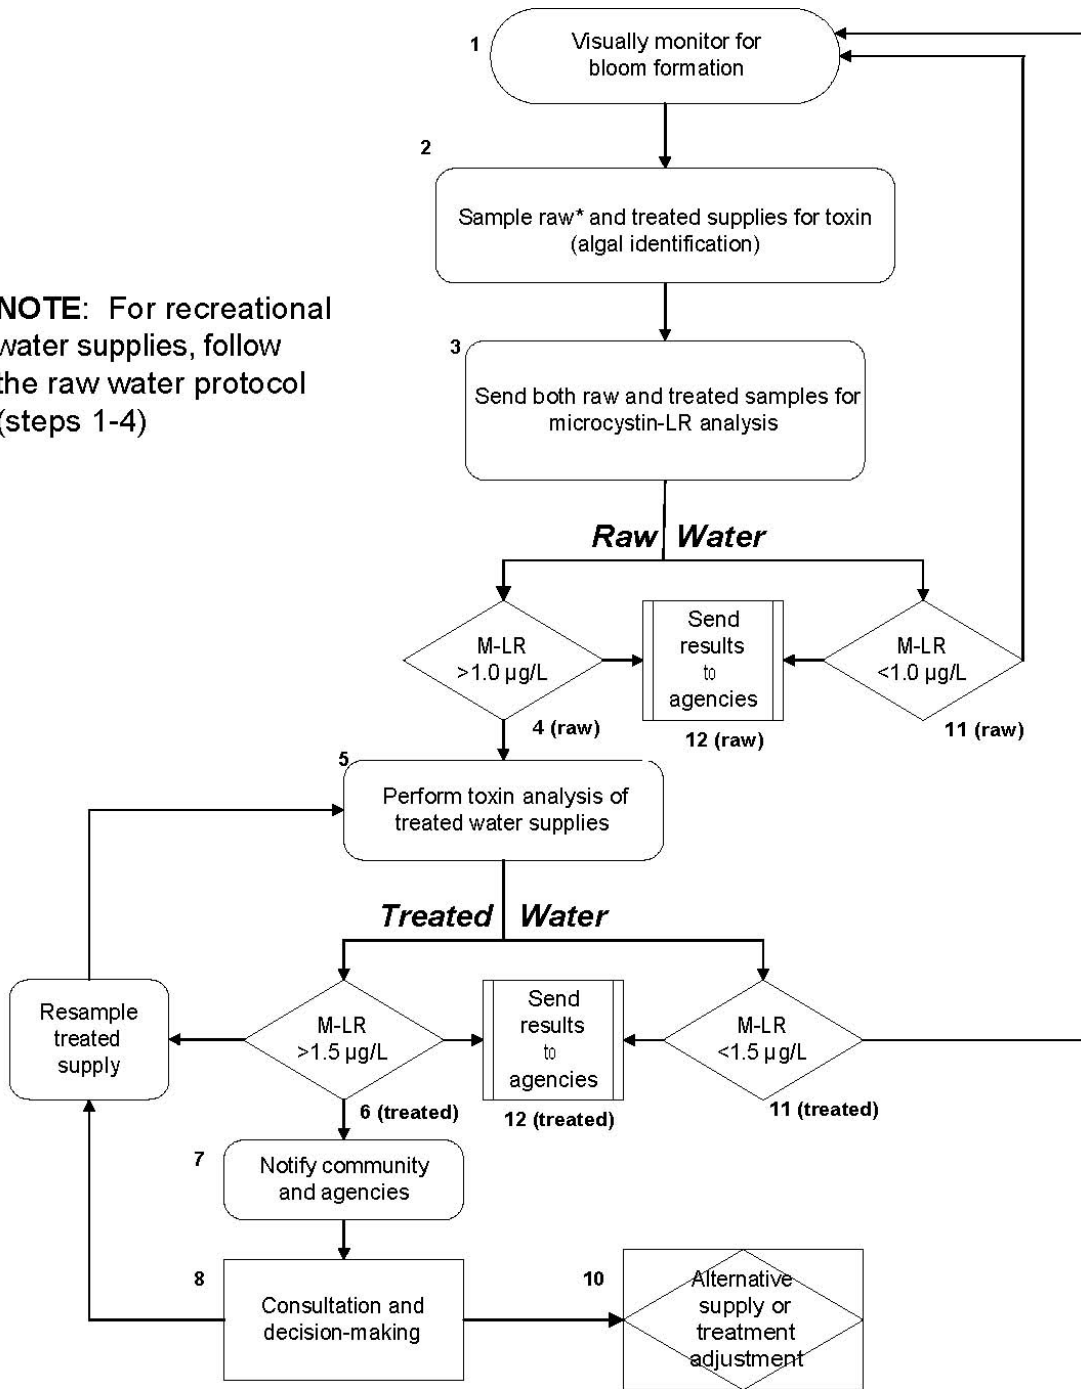 1
Visually monitor for
bloom formation
2
Sample raw* and treated supplies for toxin
(algal identification)
NOTE: For recreational
water supplies, follow
the raw water protocol
(steps 1-4)
3
Send both raw and treated samples for
microcystin-LR analysis
Raw Water
M-LR
>1.0 µg/L
4 (raw)
Send
results
to
agencies
12 (raw)
M-LR
<1.0 µg/L
11 (raw)
5
Perform toxin analysis of
treated water supplies
Treated Water
Resample
treated
supply
M-LR
>1.5 µg/L
6 (treated)
Send
results
to
agencies
12 (treated)
M-LR
<1.5 µg/L
11 (treated)
7
Notify community
and agencies
8
Consultation and
decision-making
10
Alternative
supply or
treatment
adjustment